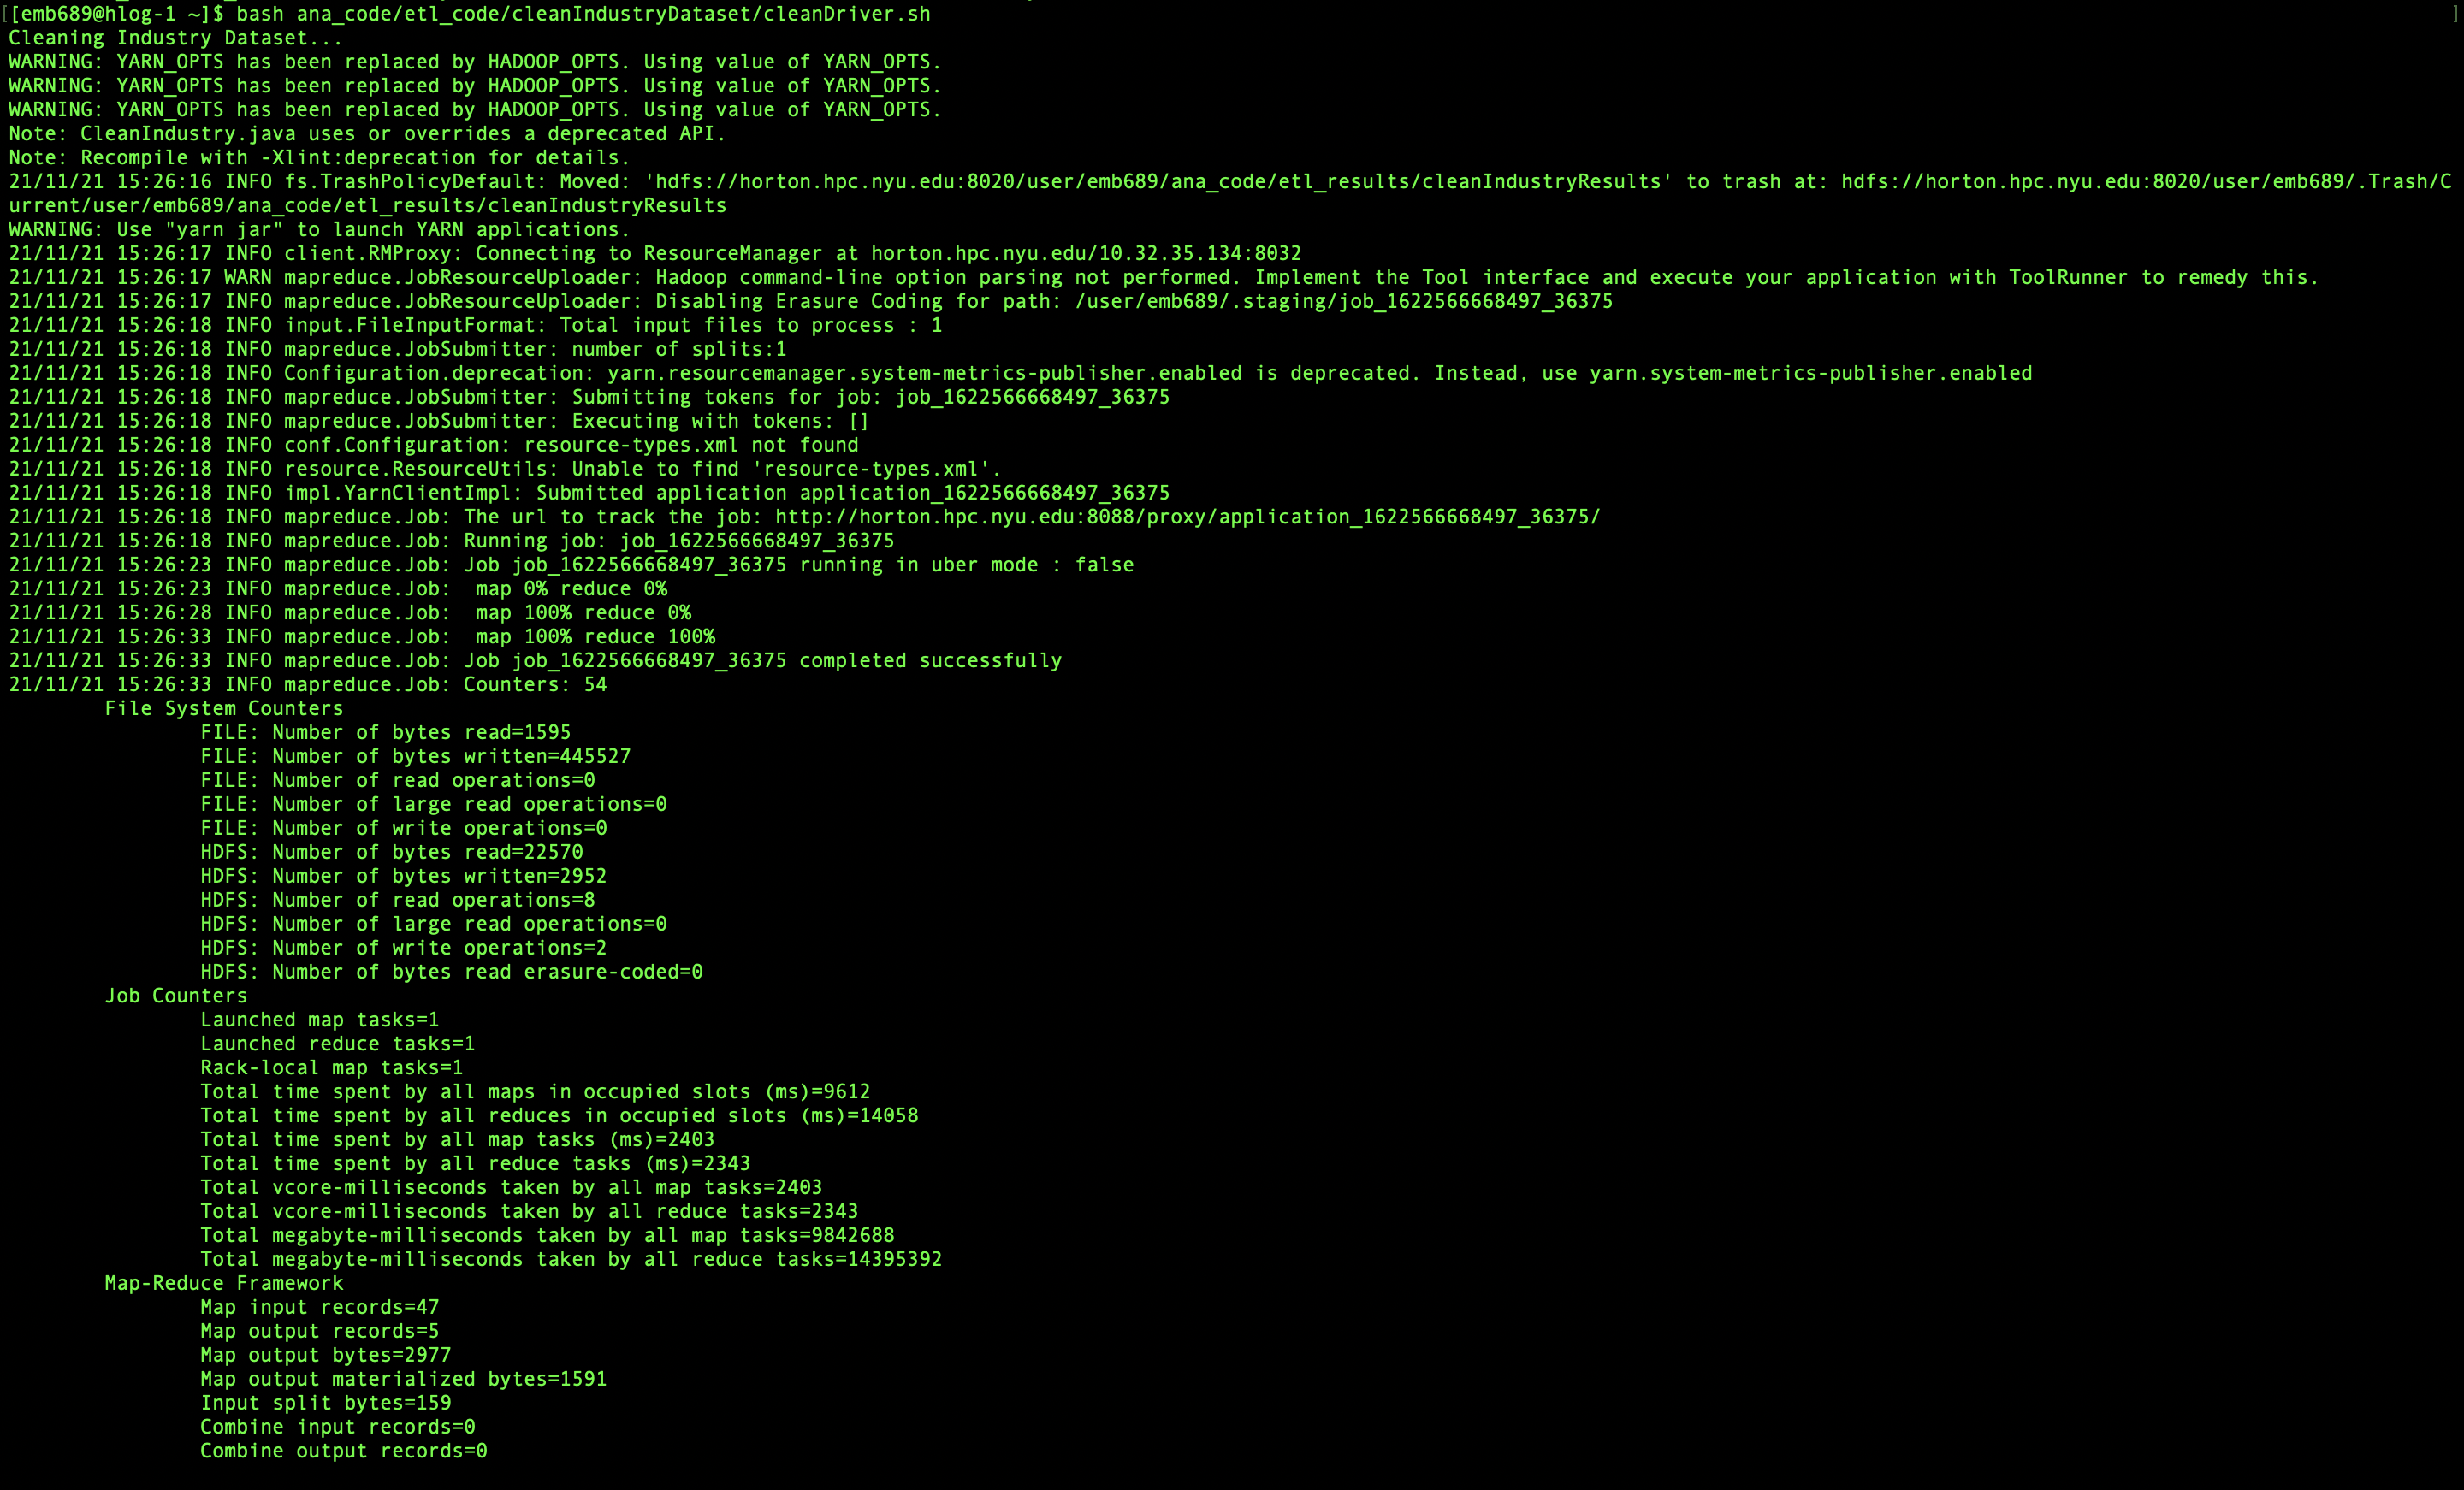 [[emb689@hlog-1 ~]$ bash ana_code/etl_code/cleanIndustryDataset/cleanDriver.sh ]
Cleaning Industry Dataset...
WARNING: YARN_OPTS has been replaced by HADOOP_OPTS. Using value of YARN_OPTS.
WARNING: YARN_OPTS has been replaced by HADOOP_OPTS. Using value of YARN_OPTS.
WARNING: YARN_OPTS has been replaced by HADOOP_OPTS. Using value of YARN_OPTS.
Note: CleanIndustry.java uses or overrides a deprecated API.
Note: Recompile with -Xlint:deprecation for details.
21/11/21 15:26:16 INFO fs.TrashPolicyDefault: Moved: 'hdfs://horton.hpc.nyu.edu:8020/user/emb689/ana_code/etl_results/cleanIndustryResults' to trash at: hdfs://horton.hpc.nyu.edu:8020/user/emb689/.Trash/C
urrent/user/emb689/ana_code/etl_results/cleanIndustryResults
WARNING: Use "yarn jar" to launch YARN applications.
21/11/21 15:26:17 INFO client.RMProxy: Connecting to ResourceManager at horton.hpc.nyu.edu/10.32.35.134:8032
21/11/21 15:26:17 WARN mapreduce.JobResourceUploader: Hadoop command-line option parsing not performed. Implement the Tool interface and execute your application with ToolRunner to remedy this.
21/11/21 15:26:17 INFO mapreduce.JobResourceUploader: Disabling Erasure Coding for path: /user/emb689/.staging/job_1622566668497_36375
21/11/21 15:26:18 INFO input.FileInputFormat: Total input files to process : 1
21/11/21 15:26:18 INFO mapreduce.JobSubmitter: number of splits:1
21/11/21 15:26:18 INFO Configuration.deprecation: yarn.resourcemanager.system-metrics-publisher.enabled is deprecated. Instead, use yarn.system-metrics-publisher.enabled
21/11/21 15:26:18 INFO mapreduce.JobSubmitter: Submitting tokens for job: job_1622566668497_36375
21/11/21 15:26:18 INFO mapreduce.JobSubmitter: Executing with tokens: []
21/11/21 15:26:18 INFO conf.Configuration: resource-types.xml not found
21/11/21 15:26:18 INFO resource.ResourceUtils: Unable to find 'resource-types.xml'.
21/11/21 15:26:18 INFO impl.YarnClientImpl: Submitted application application_1622566668497_36375
21/11/21 15:26:18 INFO mapreduce.Job: The url to track the job: http://horton.hpc.nyu.edu:8088/proxy/application_1622566668497_36375/
21/11/21 15:26:18 INFO mapreduce.Job: Running job: job_1622566668497_36375
21/11/21 15:26:23 INFO mapreduce.Job: Job job_1622566668497_36375 running in uber mode : false
21/11/21 15:26:23 INFO mapreduce.Job:  map 0% reduce 0%
21/11/21 15:26:28 INFO mapreduce.Job:  map 100% reduce 0%
21/11/21 15:26:33 INFO mapreduce.Job:  map 100% reduce 100%
21/11/21 15:26:33 INFO mapreduce.Job: Job job_1622566668497_36375 completed successfully
21/11/21 15:26:33 INFO mapreduce.Job: Counters: 54
File System Counters
FILE: Number of bytes read=1595
FILE: Number of bytes written=445527
FILE: Number of read operations=0
FILE: Number of large read operations=0
FILE: Number of write operations=0
HDFS: Number of bytes read=22570
HDFS: Number of bytes written=2952
HDFS: Number of read operations=8
HDFS: Number of large read operations=0
HDFS: Number of write operations=2
HDFS: Number of bytes read erasure-coded=0
Job Counters
Launched map tasks=1
Launched reduce tasks=1
Rack-local map tasks=1
Total time spent by all maps in occupied slots (ms)=9612
Total time spent by all reduces in occupied slots (ms)=14058
Total time spent by all map tasks (ms)=2403
Total time spent by all reduce tasks (ms)=2343
Total vcore-milliseconds taken by all map tasks=2403
Total vcore-milliseconds taken by all reduce tasks=2343
Total megabyte-milliseconds taken by all map tasks=9842688
Total megabyte-milliseconds taken by all reduce tasks=14395392
Map-Reduce Framework
Map input records=47
Map output records=5
Map output bytes=2977
Map output materialized bytes=1591
Input split bytes=159
Combine input records=0
Combine output records=0